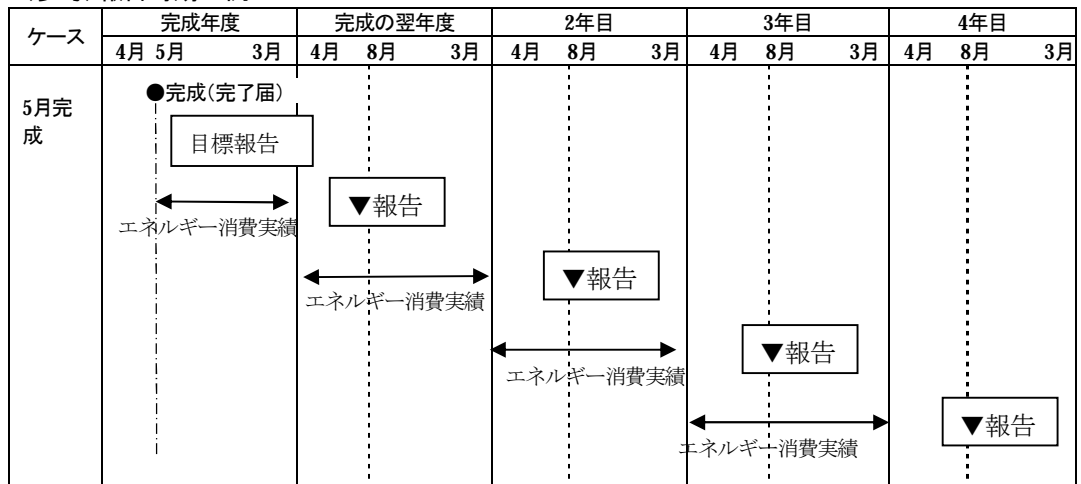 ケース 完成年度 完成の翌年度 2年目 3年目 4年目
4月 5月 3月 4月 8月 3月 4月 8月 3月 4月 8月 3月 4月 8月 3月
5月完
成
●完成(完了届)
目標報告
▼報告
エネルギー消費実績
▼報告
エネルギー消費実績
▼報告
エネルギー消費実績
▼報告
エネルギー消費実績